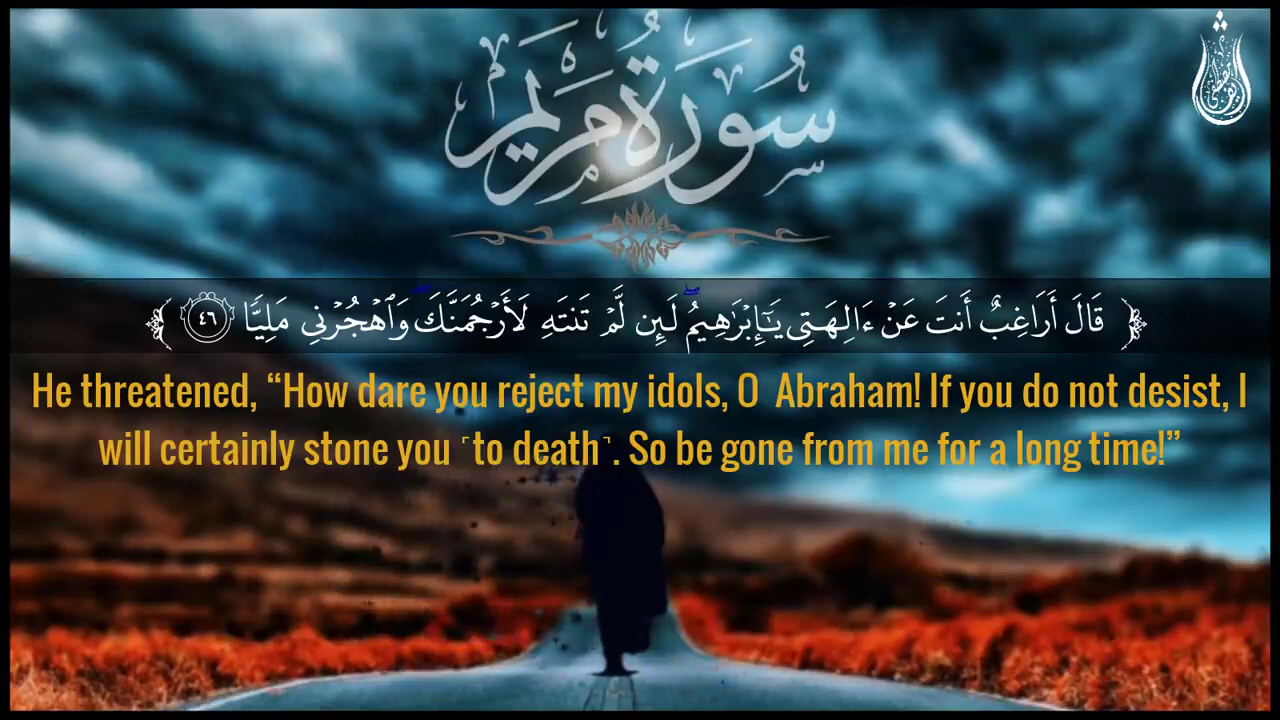 سُورَةُ مَرْيَم
﴿ قَالَ أَرَاغِبٌ أَنتَ عَنْ ءَالِهَتِى يَـٰٓإِبْرَٰهِيمُ ۖ لَئِن لَّمْ تَنتَهِ لَأَرْجُمَنَّكَ ۖ وَٱهْجُرْنِى مَلِيًّا ٤٦ ﴾
He threatened, “How dare you reject my idols, O Abraham! If you do not desist, I
will certainly stone you ˹to death˺. So be gone from me for a long time!”